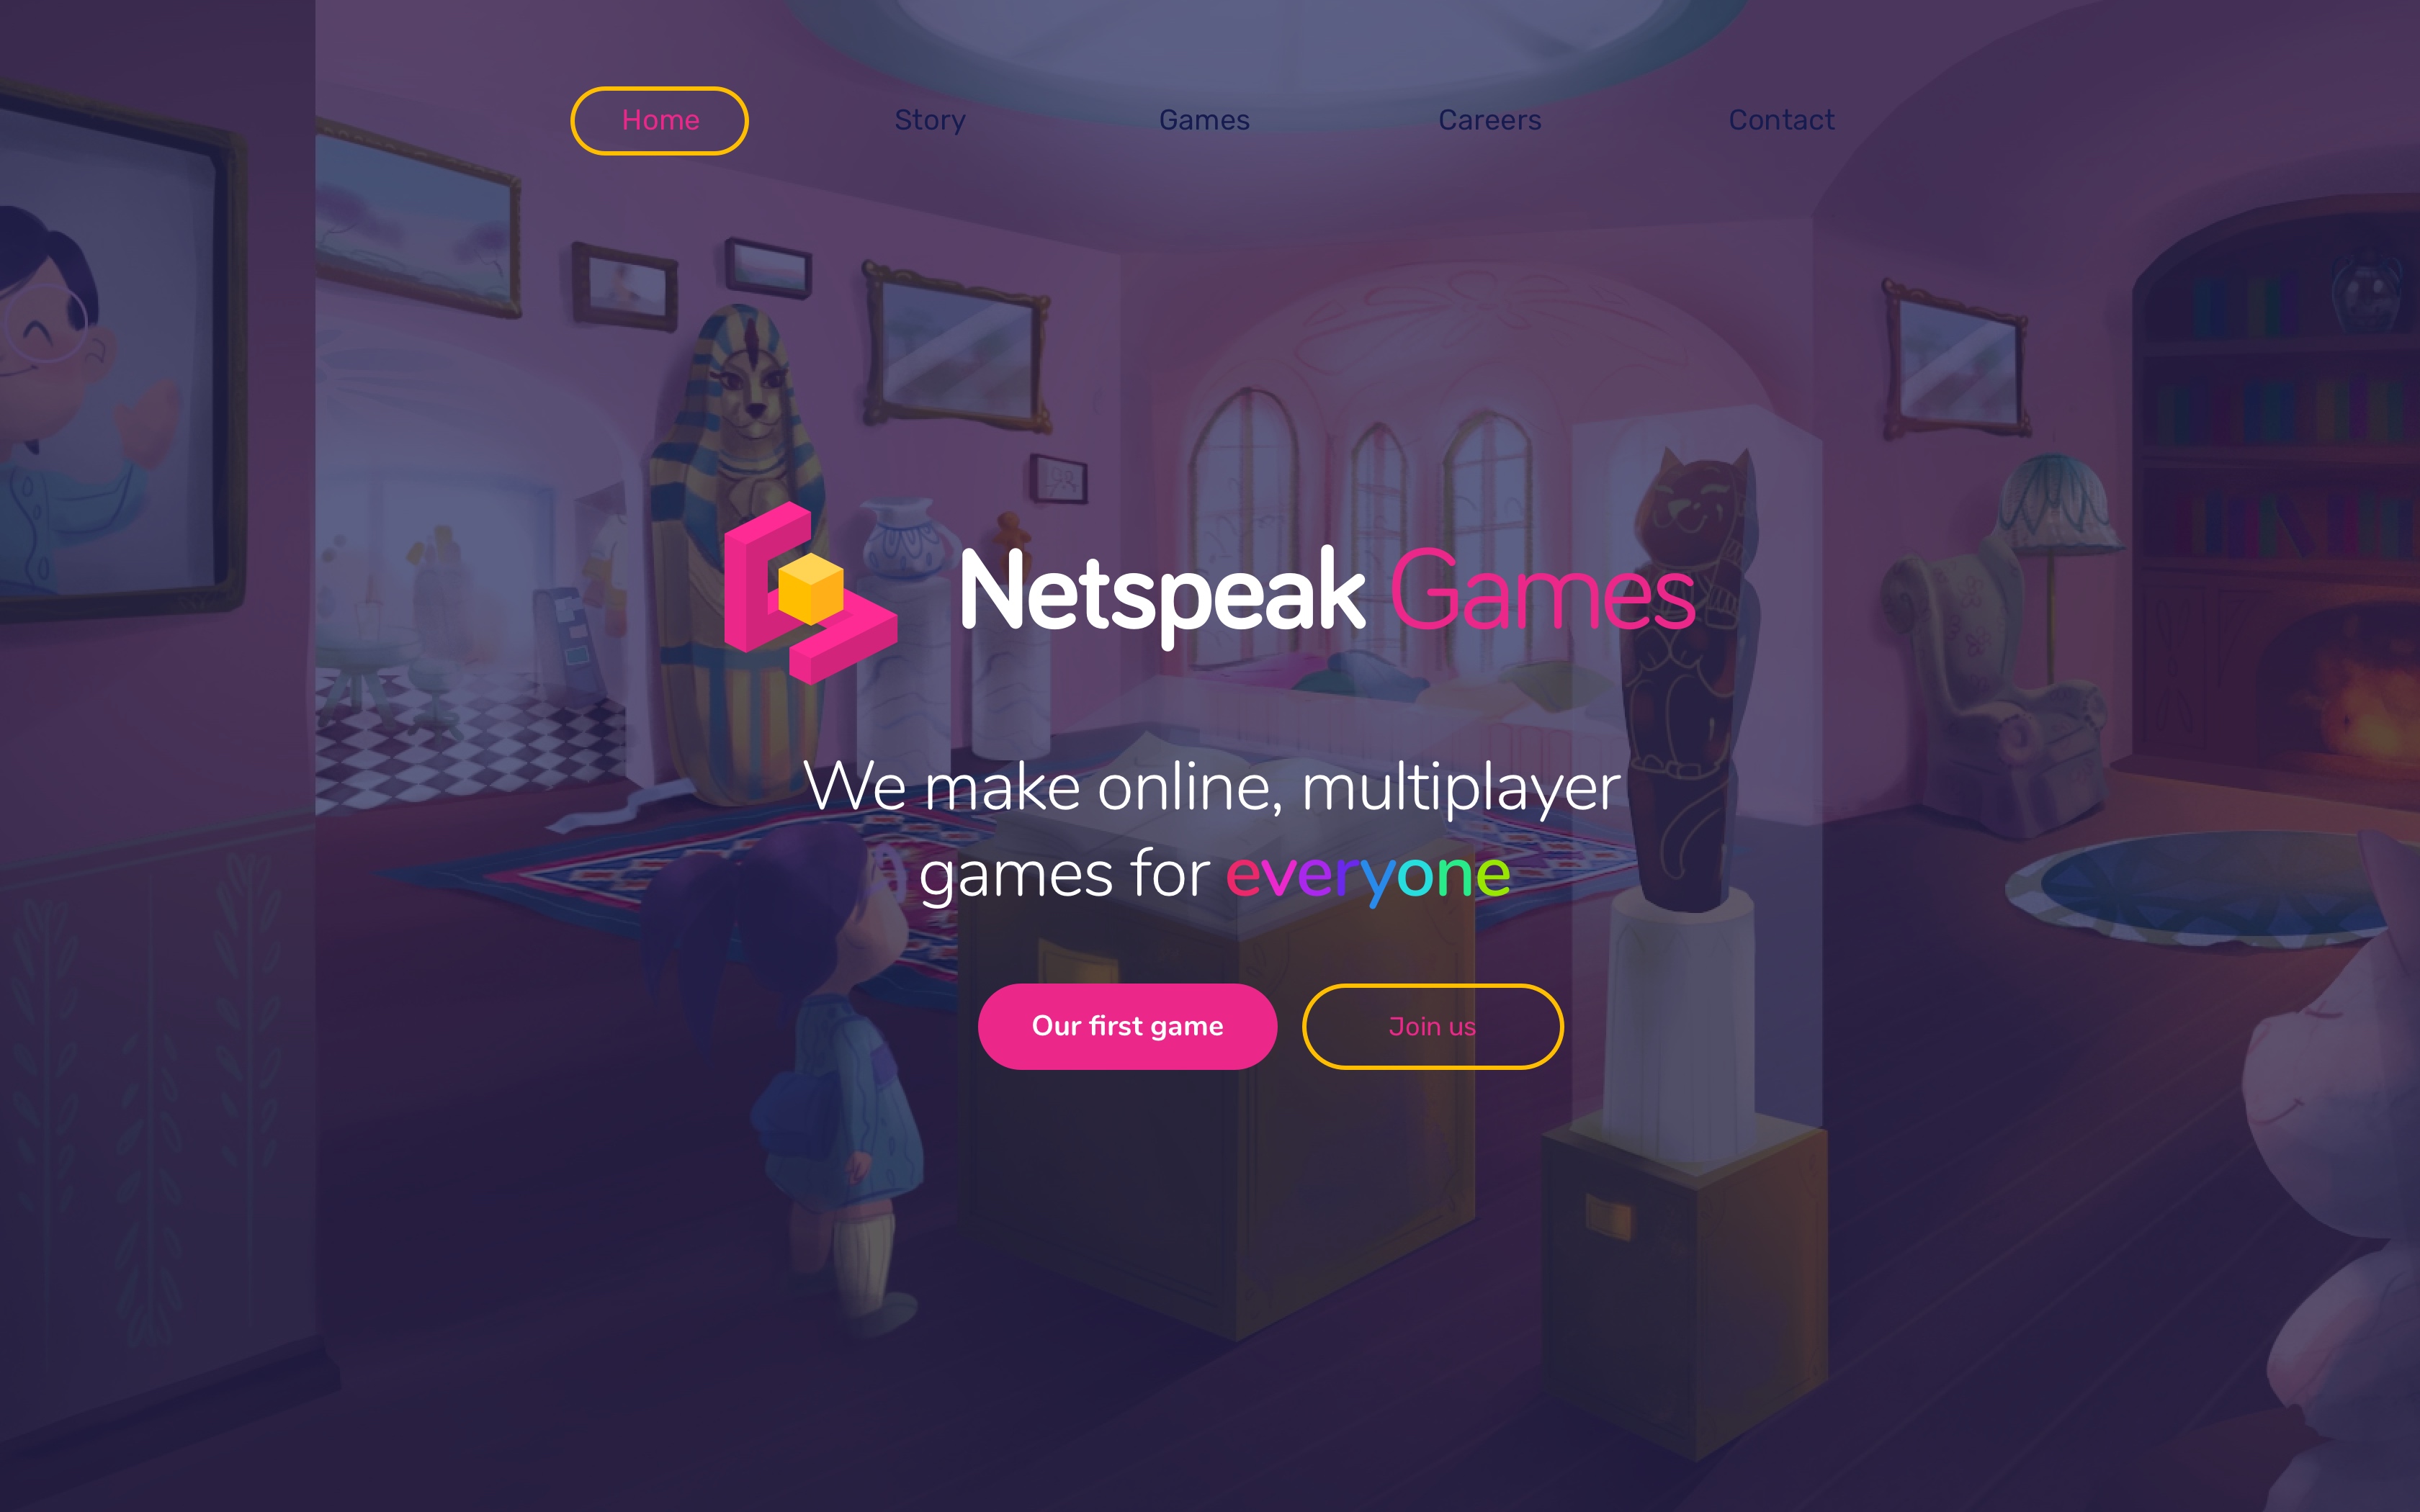 Home
Story
Games
Careers
Contact
Netspeak Games
We make online, multiplayer
games for everyone
Our first game
Join us